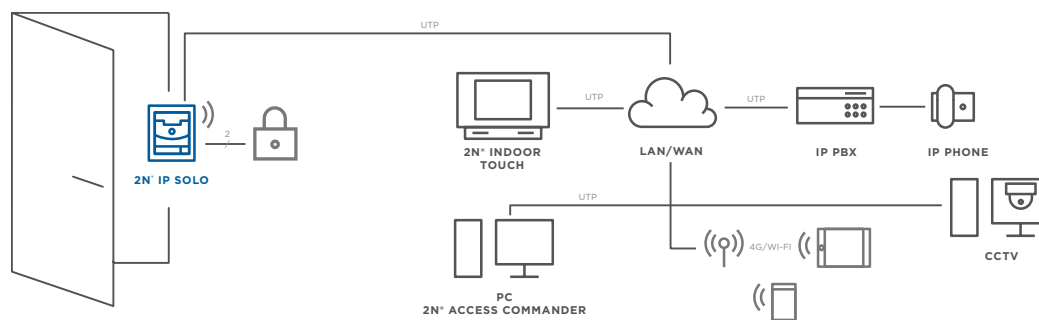 UTP
2
2N® IP SOLO
UTP
2N® INDOOR
TOUCH
LAN/WAN
UTP
IP PBX
IP PHONE
UTP
4G/WI-FI
CCTV
PC
2N® ACCESS COMMANDER